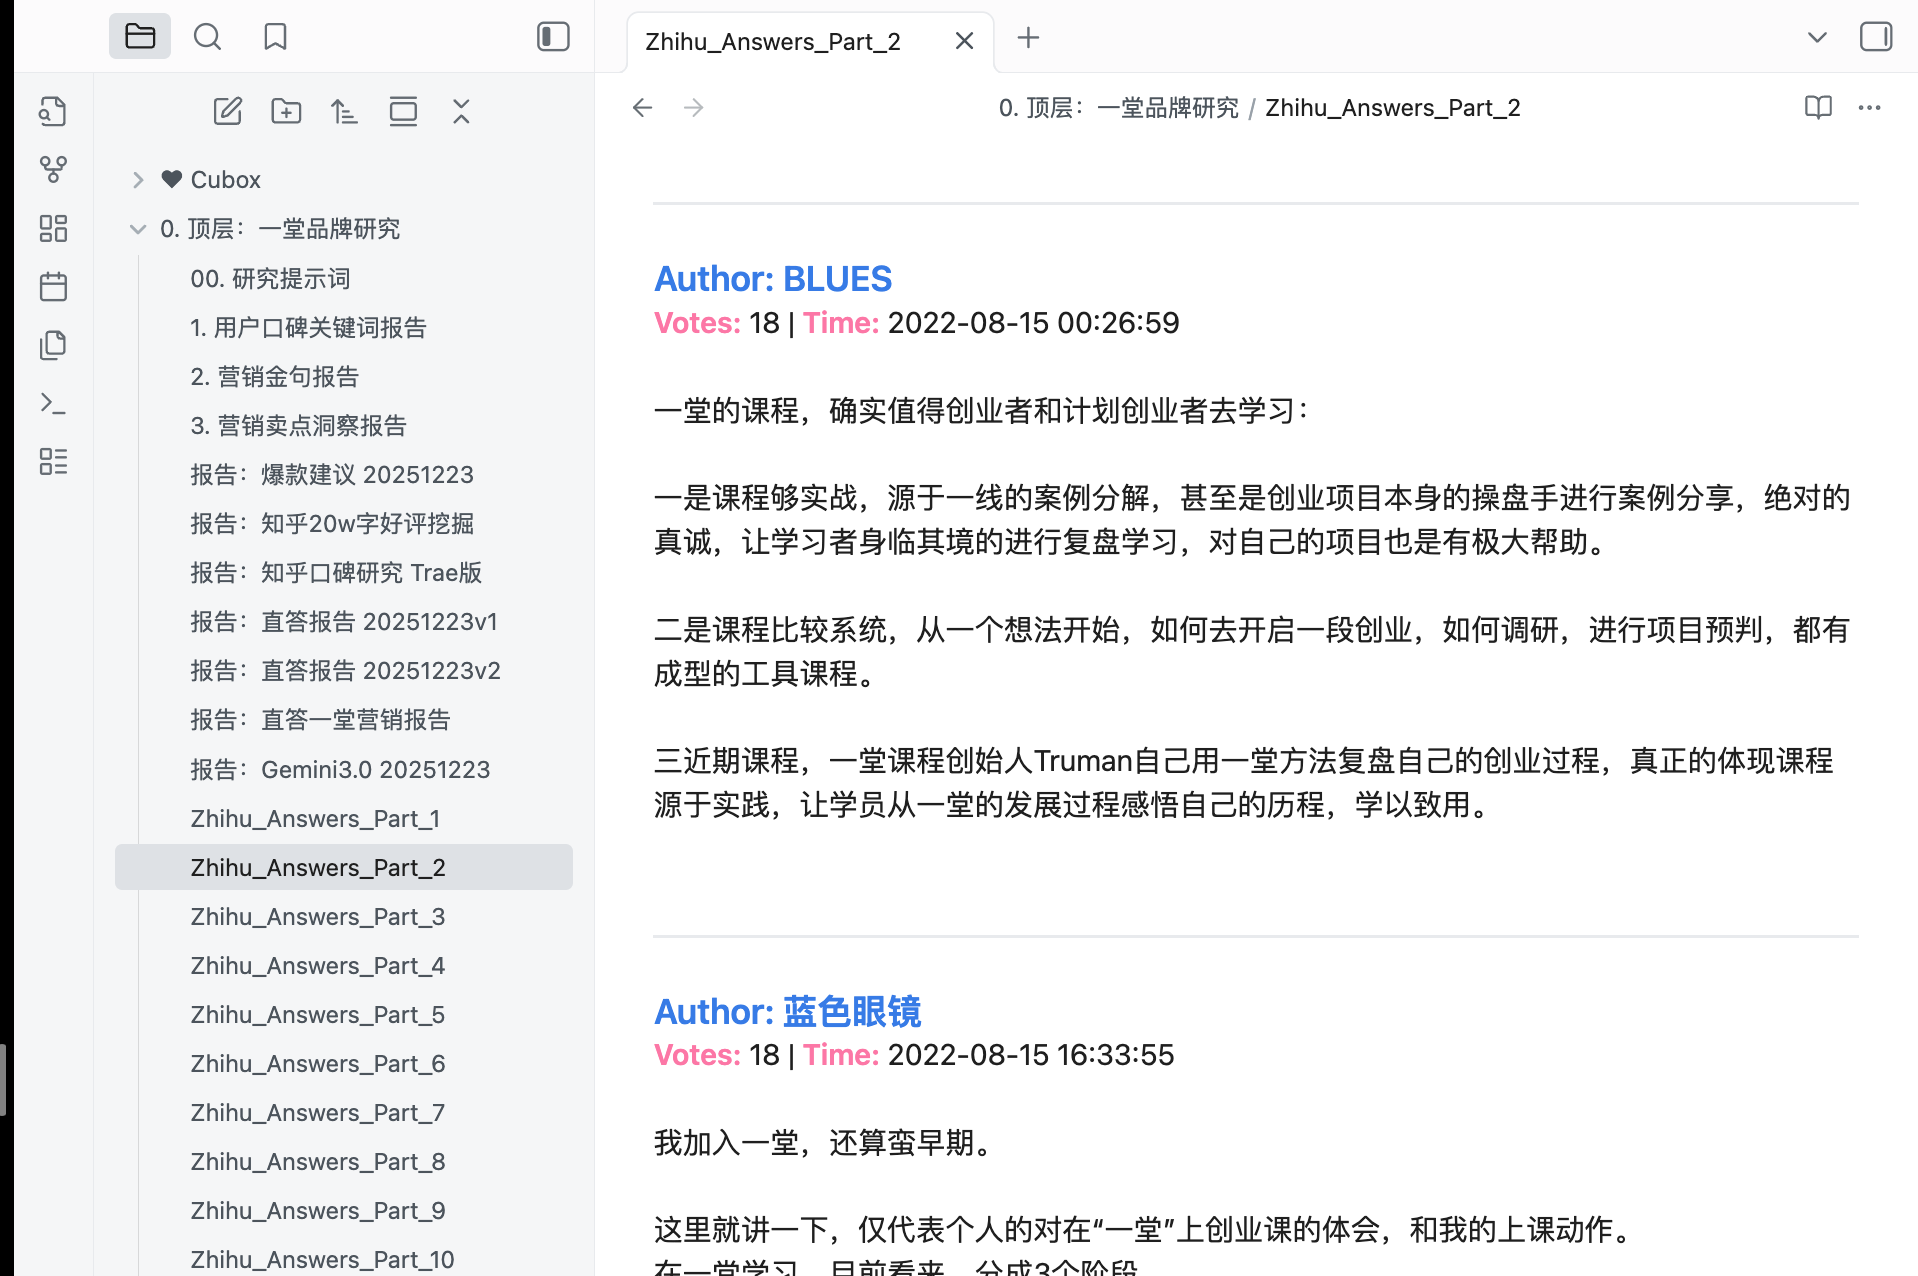 Zhihu_Answers_Part_2
0. 顶层：一堂品牌研究 / Zhihu_Answers_Part_2
Cubox
0. 顶层：一堂品牌研究
00. 研究提示词
1. 用户口碑关键词报告
2. 营销金句报告
3. 营销卖点洞察报告
报告：爆款建议 20251223
报告：知乎20w字好评挖掘
报告：知乎口碑研究 Trae版
报告：直答报告 20251223v1
报告：直答报告 20251223v2
报告：直答一堂营销报告
报告：Gemini3.0 20251223
Zhihu_Answers_Part_1
Zhihu_Answers_Part_2
Zhihu_Answers_Part_3
Zhihu_Answers_Part_4
Zhihu_Answers_Part_5
Zhihu_Answers_Part_6
Zhihu_Answers_Part_7
Zhihu_Answers_Part_8
Zhihu_Answers_Part_9
Zhihu_Answers_Part_10
Author: BLUES
Votes: 18 | Time: 2022-08-15 00:26:59
一堂的课程，确实值得创业者和计划创业者去学习：
一是课程够实战，源于一线的案例分解，甚至是创业项目本身的操盘手进行案例分享，绝对的
真诚，让学习者身临其境的进行复盘学习，对自己的项目也是有极大帮助。
二是课程比较系统，从一个想法开始，如何去开启一段创业，如何调研，进行项目预判，都有
成型的工具课程。
三近期课程，一堂课程创始人Truman自己用一堂方法复盘自己的创业过程，真正的体现课程
源于实践，让学员从一堂的发展过程感悟自己的历程，学以致用。
Author: 蓝色眼镜
Votes: 18 | Time: 2022-08-15 16:33:55
我加入一堂，还算蛮早期。
这里就讲一下，仅代表个人的对在“一堂”上创业课的体会，和我的上课动作。
在一堂学习，目前看来，分成3个阶段